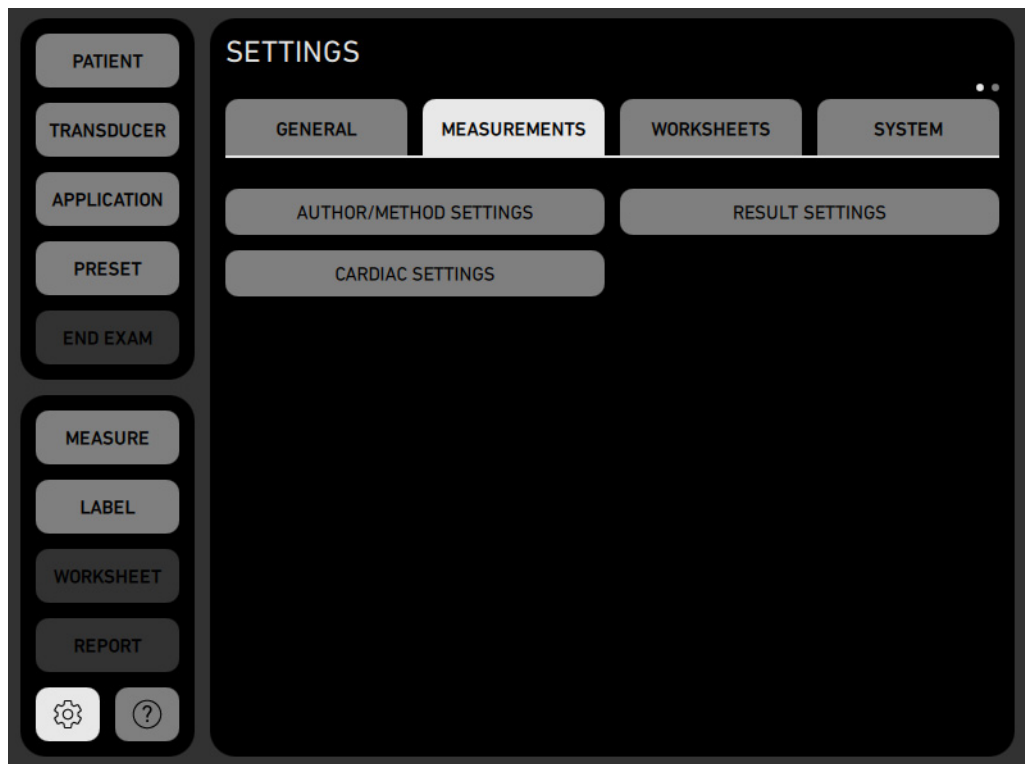 PATIENT
TRANSDUCER
APPLICATION
PRESET
END EXAM
MEASURE
LABEL
WORKSHEET
REPORT
?
SETTINGS
GENERAL MEASUREMENTS WORKSHEETS SYSTEM
AUTHOR/METHOD SETTINGS RESULT SETTINGS
CARDIAC SETTINGS